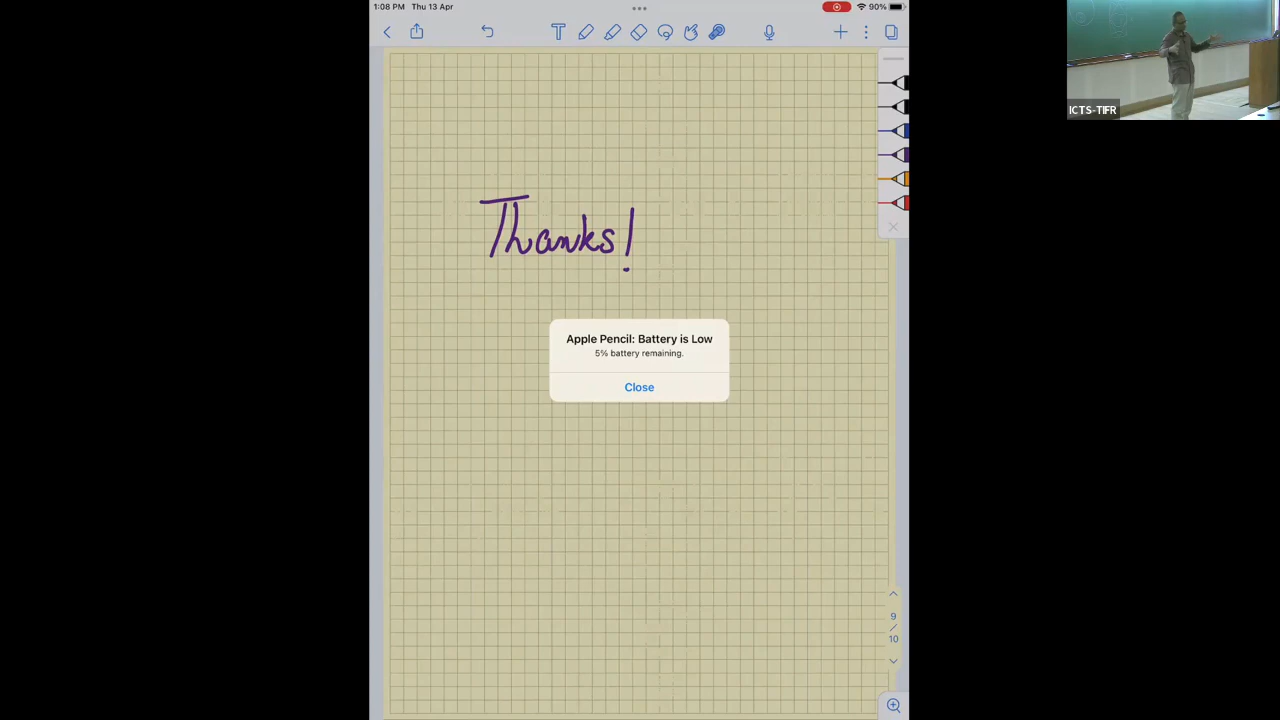 1:08 PM Thu 13 Apr
90%
T
ICTS-TIFR
Thanks!
Apple Pencil: Battery is Low
5% battery remaining.
Close
9
/
10